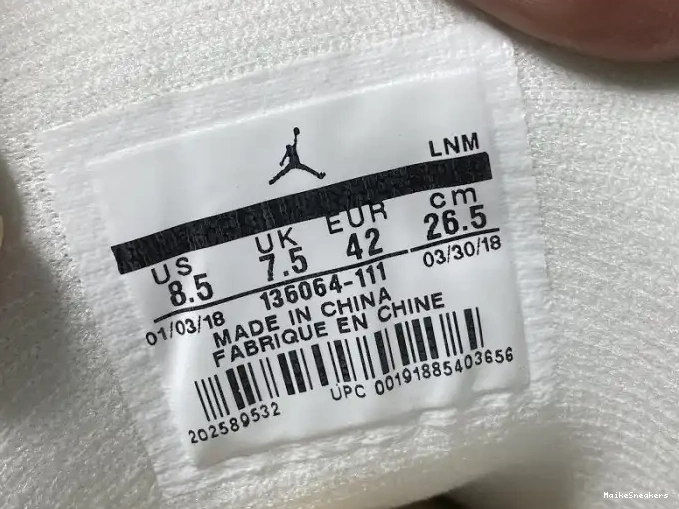 LNM
US UK EUR cm
8.5 7.5 42 26.5
136064-111
01/03/18 03/30/18
MADE IN CHINA
FABRIQUE EN CHINE
202589532 UPC 00191885403656
MaikeSneakers